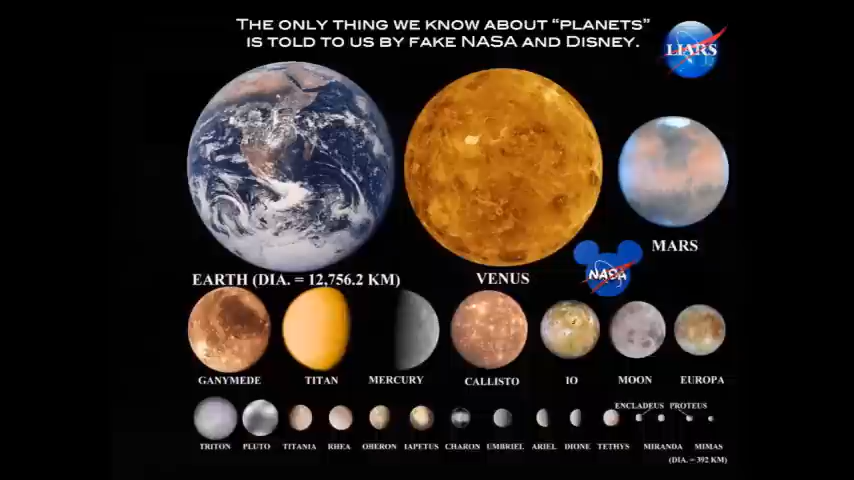 THE ONLY THING WE KNOW ABOUT “PLANETS”
IS TOLD TO US BY FAKE NASA AND DISNEY.
LIARS
MARS
EARTH (DIA. = 12,756.2 KM)
VENUS
NASA
GANYMEDE
TITAN
MERCURY
CALLISTO
IO
MOON
EUROPA
ENCLADEUS PROTEUS
TRITON
PLUTO
TITANIA
RHEA
OBERON
IAPETUS
CHARON
UMBRIEL
ARIEL
DIONE
TETHYS
MIRANDA
MIMAS
(DIA. = 392 KM)